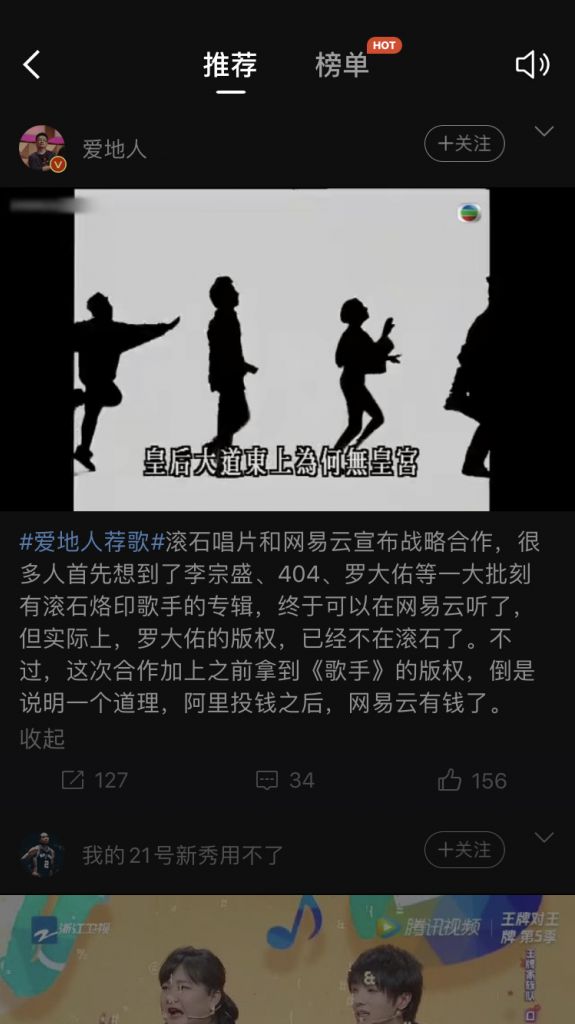 推荐 榜单 HOT
爱地人
十关注
皇后大道東上為何無皇宮
#爱地人荐歌#滚石唱片和网易云宣布战略合作，很
多人首先想到了李宗盛、404、罗大佑等一大批刻
有滚石烙印歌手的专辑，终于可以在网易云听了，
但实际上，罗大佑的版权，已经不在滚石了。不
过，这次合作加上之前拿到《歌手》的版权，倒是
说明一个道理，阿里投钱之后，网易云有钱了。
收起
127 34 156
我的21号新秀用不了
十关注
浙江卫视
腾讯视频
王牌对王
牌 第5季